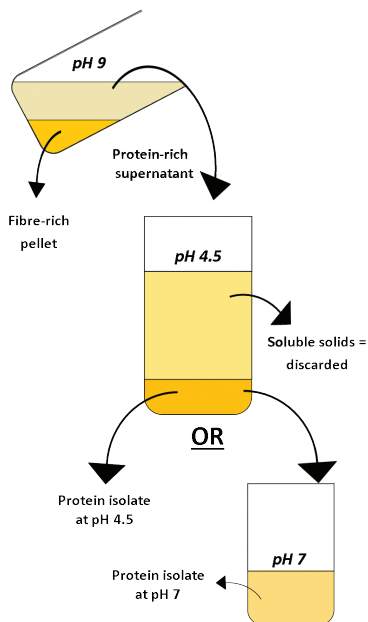 pH 9
Protein-rich
supernatant
Fibre-rich
pellet
pH 4.5
Soluble solids =
discarded
OR
Protein isolate
at pH 4.5
pH 7
Protein isolate
at pH 7